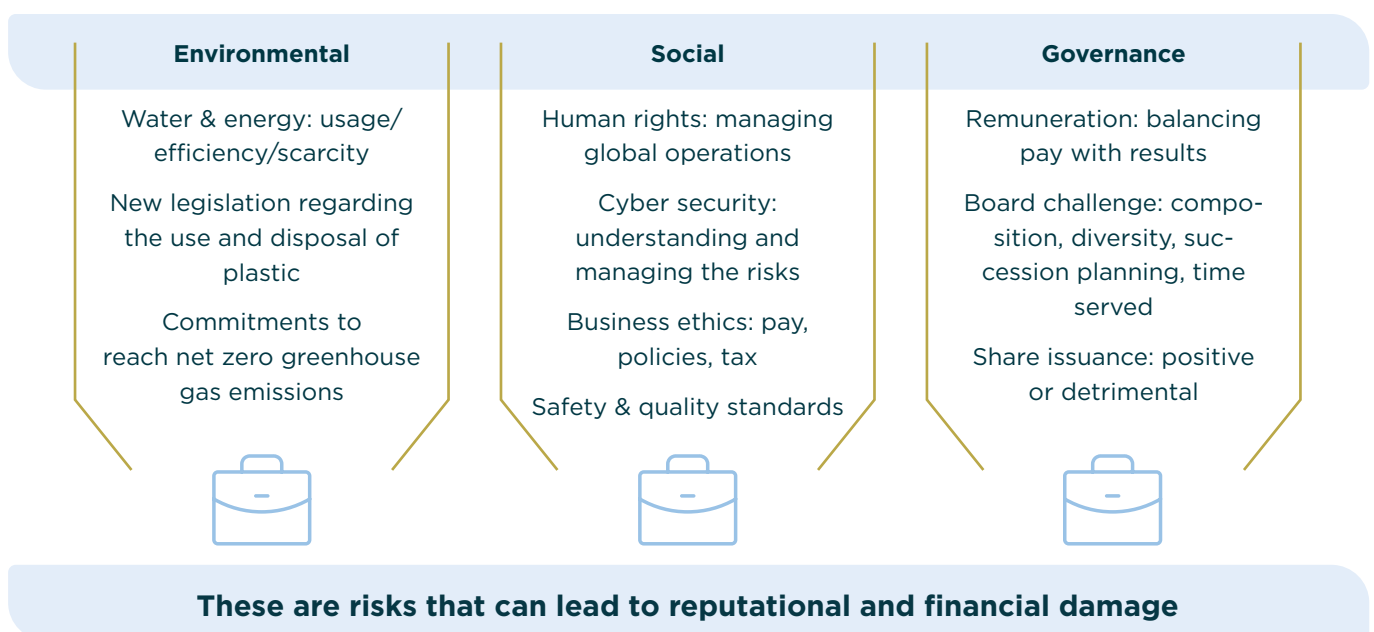 Environmental
Water & energy: usage/
efficiency/scarcity
New legislation regarding
the use and disposal of
plastic
Commitments to
reach net zero greenhouse
gas emissions
Social
Human rights: managing
global operations
Cyber security:
understanding and
managing the risks
Business ethics: pay,
policies, tax
Safety & quality standards
Governance
Remuneration: balancing
pay with results
Board challenge: compo-
sition, diversity, suc-
cession planning, time
served
Share issuance: positive
or detrimental
These are risks that can lead to reputational and financial damage